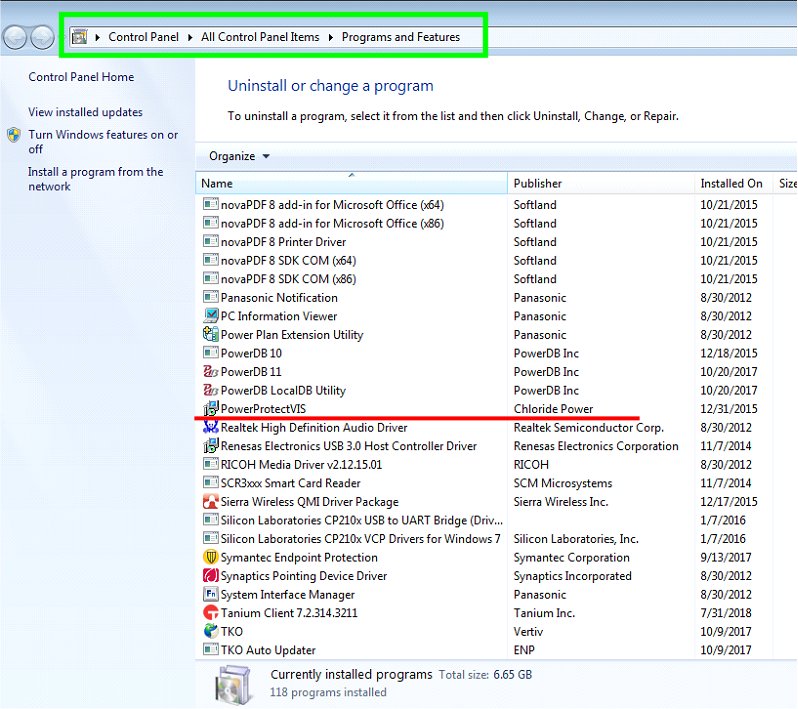 Control Panel ▸ All Control Panel Items ▸ Programs and Features
Control Panel Home
View installed updates
Turn Windows features on or
off
Install a program from the
network
Uninstall or change a program
To uninstall a program, select it from the list and then click Uninstall, Change, or Repair.
Organize
Name Publisher Installed On Size
novaPDF 8 add-in for Microsoft Office (x64) Softland 10/21/2015
novaPDF 8 add-in for Microsoft Office (x86) Softland 10/21/2015
novaPDF 8 Printer Driver Softland 10/21/2015
novaPDF 8 SDK COM (x64) Softland 10/21/2015
novaPDF 8 SDK COM (x86) Softland 10/21/2015
Panasonic Notification Panasonic 8/30/2012
PC Information Viewer Panasonic 8/30/2012
Power Plan Extension Utility Panasonic 8/30/2012
PowerDB 10 PowerDB Inc 12/18/2015
PowerDB 11 PowerDB Inc 10/20/2017
PowerDB LocalDB Utility PowerDB Inc 10/20/2017
PowerProtectVIS Chloride Power 12/31/2015
Realtek High Definition Audio Driver Realtek Semiconductor Corp. 8/30/2012
Renesas Electronics USB 3.0 Host Controller Driver Renesas Electronics Corporation 11/7/2014
RICOH Media Driver v2.12.15.01 RICOH 8/30/2012
SCR3xxx Smart Card Reader SCM Microsystems 11/7/2014
Sierra Wireless QMI Driver Package Sierra Wireless Inc. 12/17/2015
Silicon Laboratories CP210x USB to UART Bridge (Driv... 1/7/2016
Silicon Laboratories CP210x VCP Drivers for Windows 7 Silicon Laboratories, Inc. 1/7/2016
Symantec Endpoint Protection Symantec Corporation 9/13/2017
Synaptics Pointing Device Driver Synaptics Incorporated 8/30/2012
System Interface Manager Panasonic 8/30/2012
Tanium Client 7.2.314.3211 Tanium Inc. 7/31/2018
TKO Vertiv 10/9/2017
TKO Auto Updater ENP 10/9/2017
Currently installed programs Total size: 6.65 GB
118 programs installed